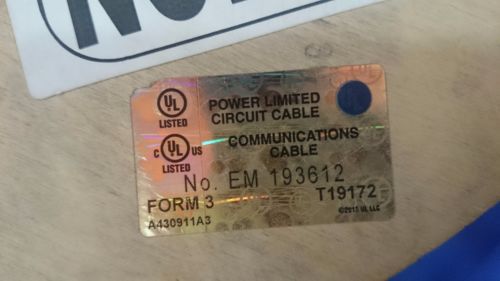 UL
LISTED
POWER LIMITED
CIRCUIT CABLE
C UL US
LISTED
COMMUNICATIONS
CABLE
No. EM 193612
FORM 3
T19172
A430911A3
©2011 UL LLC